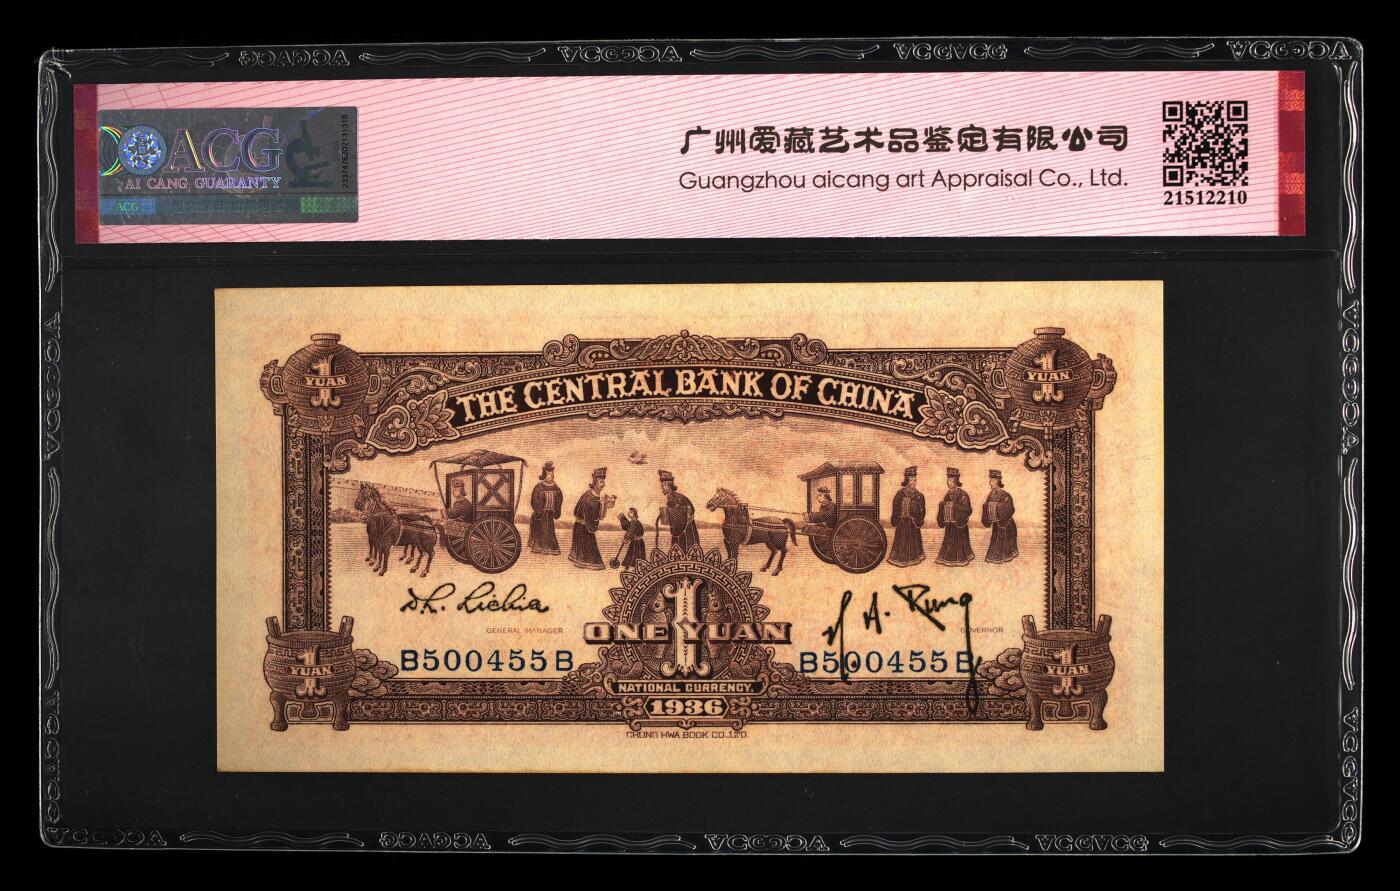 ACG
AI CANG GUARANTY
ACG
广州爱藏艺术品鉴定有限公司
Guangzhou aicang art Appraisal Co., Ltd.
21512210
1
YUAN
1
YUAN
THE CENTRAL BANK OF CHINA
GENERAL MANAGER
GOVERNOR
B500455B
B500455B
ONE YUAN
1
1
YUAN
1
YUAN
NATIONAL CURRENCY.
1936
CHUNG HWA BOOK CO.,LTD.